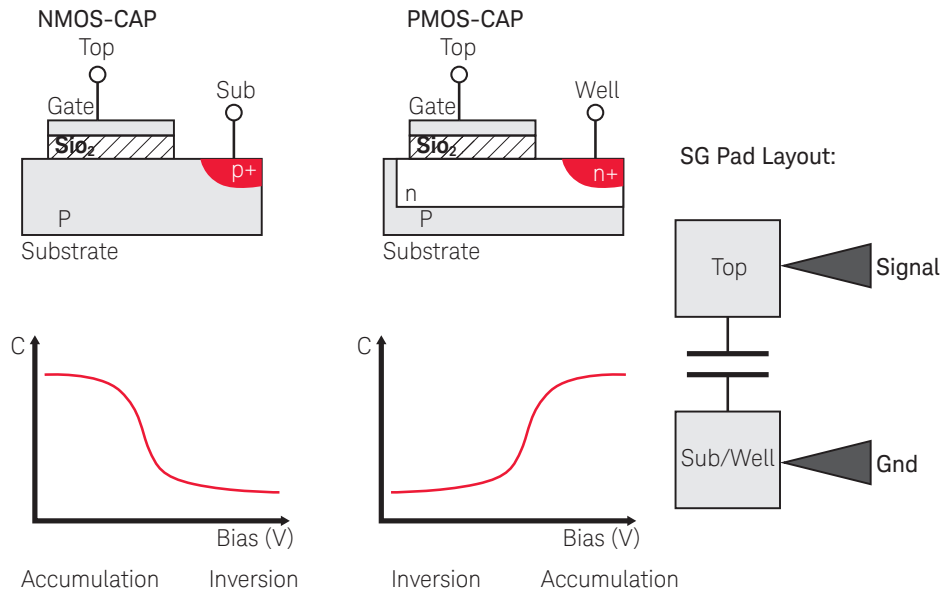 NMOS-CAP
Top
Sub
Gate
Sio₂
p+
P
Substrate
C
Bias (V)
Accumulation Inversion
PMOS-CAP
Top
Well
Gate
Sio₂
n+
n
P
Substrate
C
Bias (V)
Inversion Accumulation
SG Pad Layout:
Top
Signal
Sub/Well
Gnd